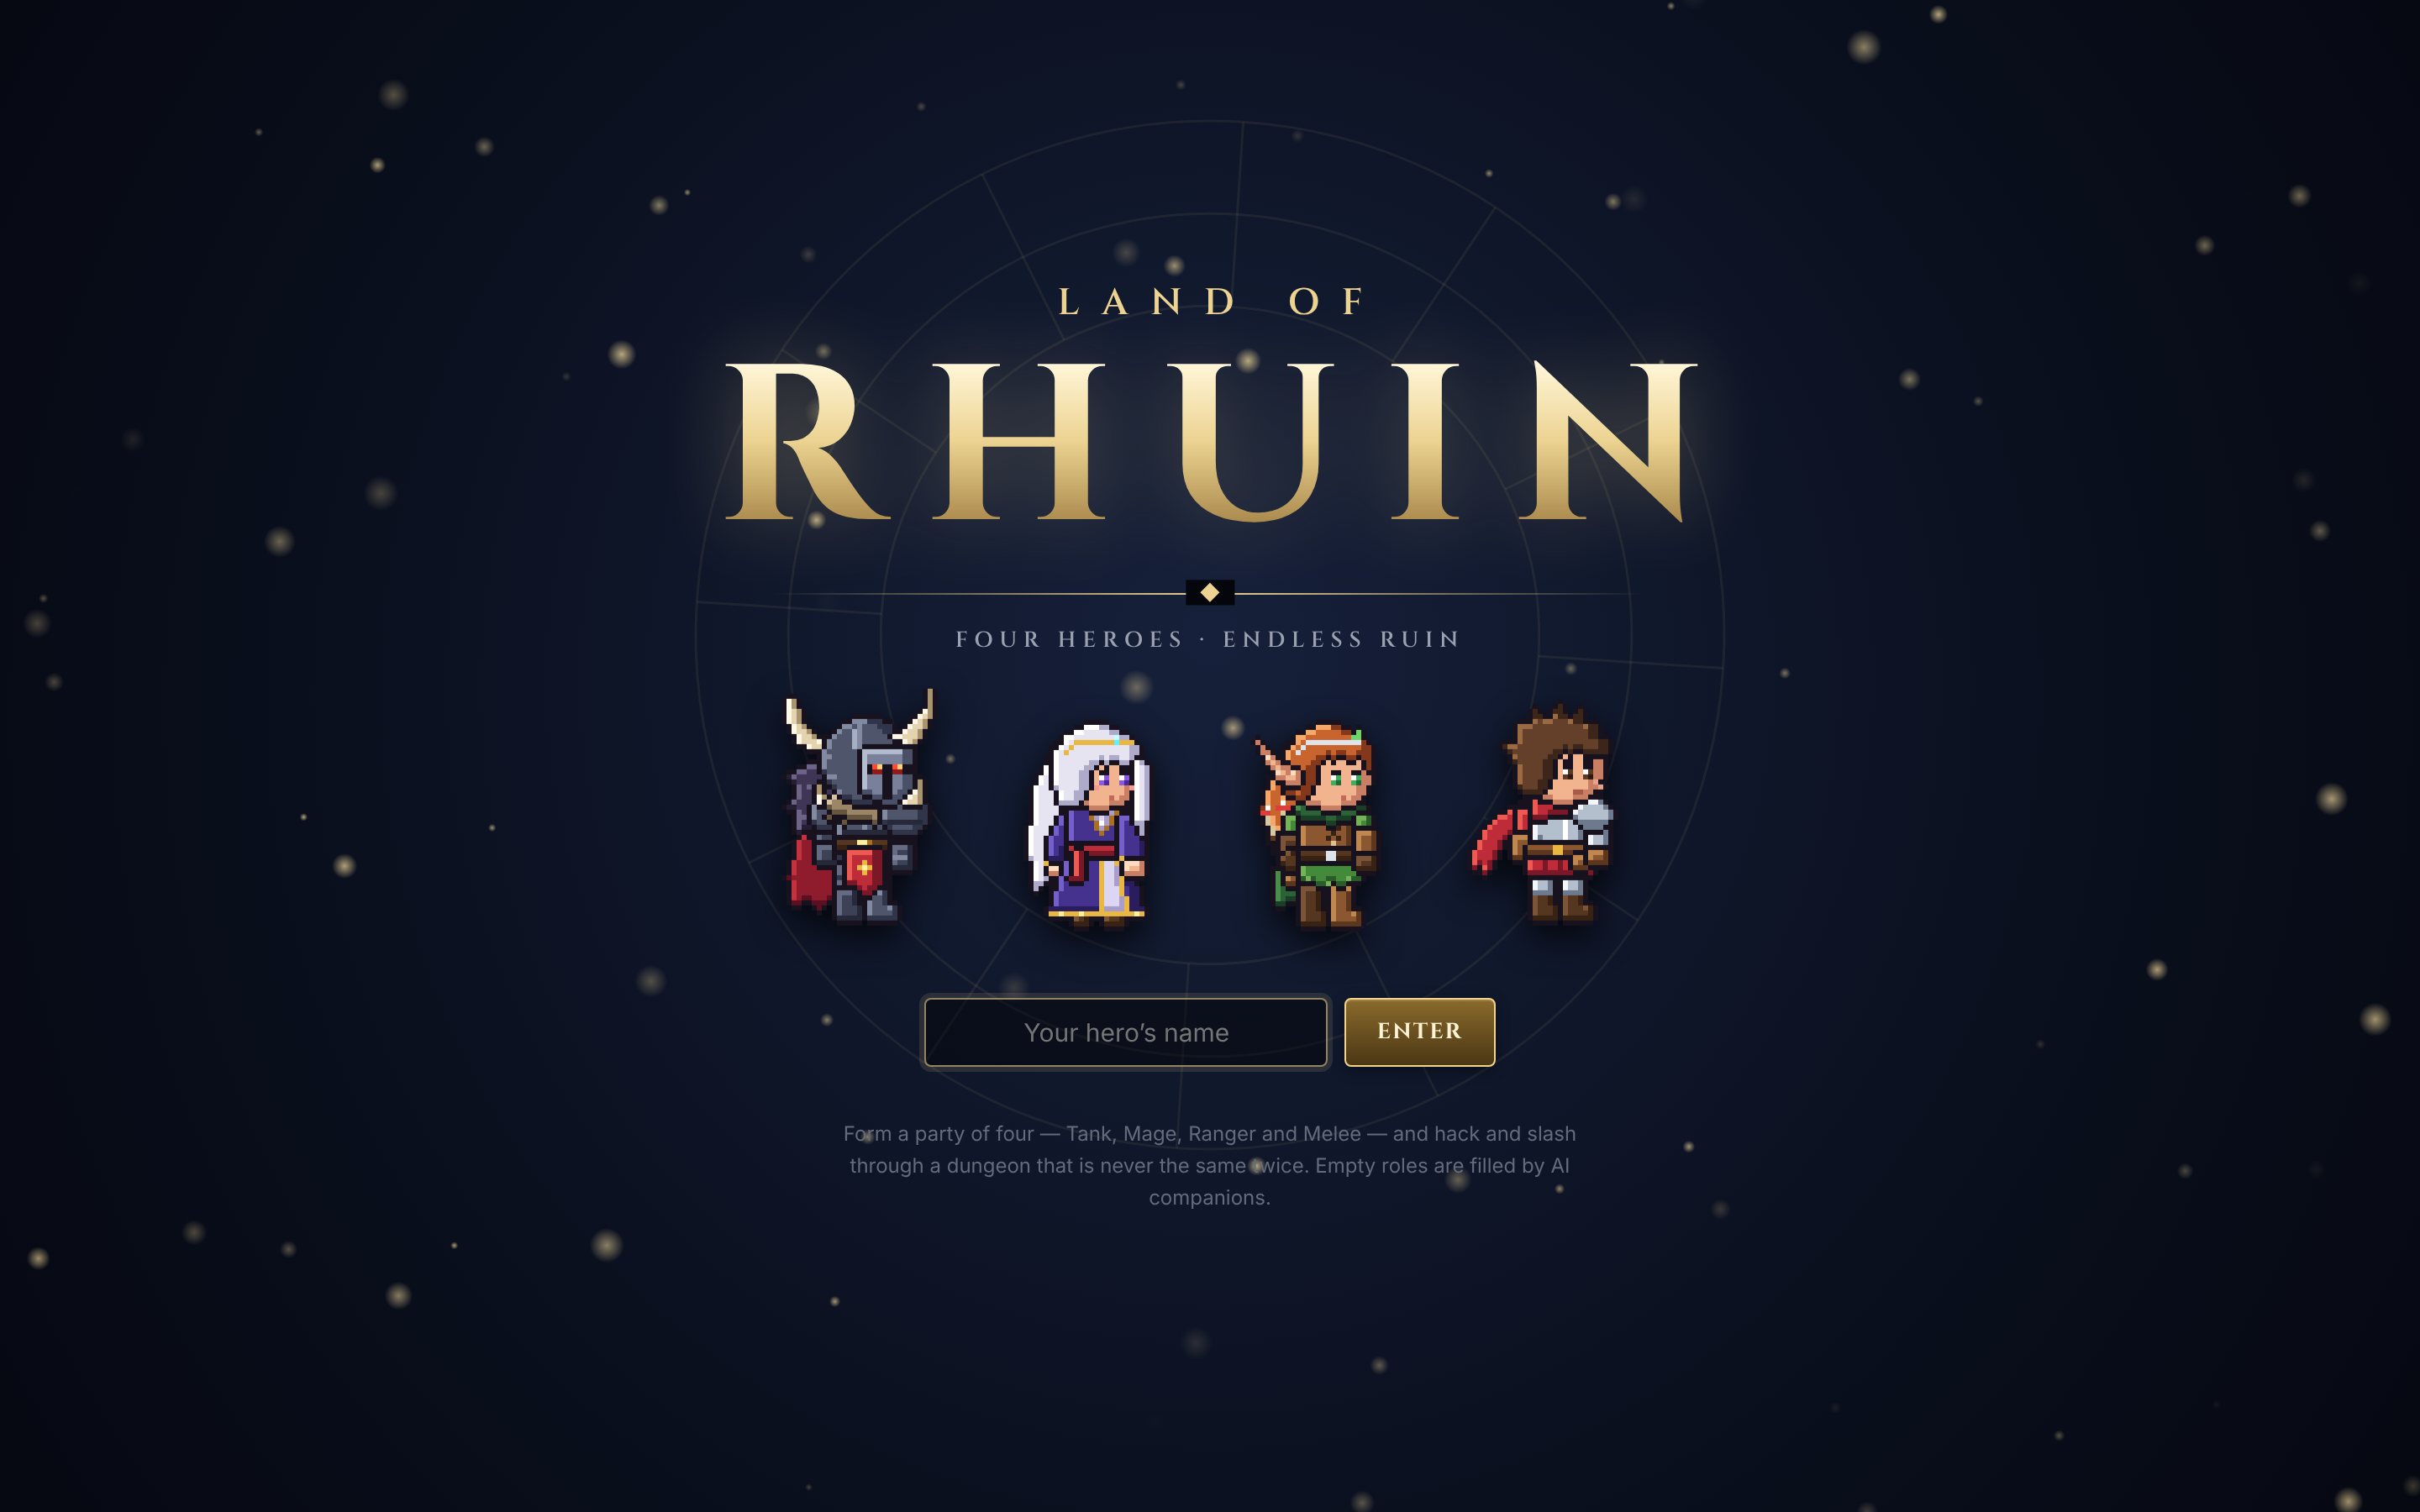 LAND OF
RHUIN
FOUR HEROES · ENDLESS RUIN
Your hero’s name
ENTER
Form a party of four — Tank, Mage, Ranger and Melee — and hack and slash
through a dungeon that is never the same twice. Empty roles are filled by AI
companions.